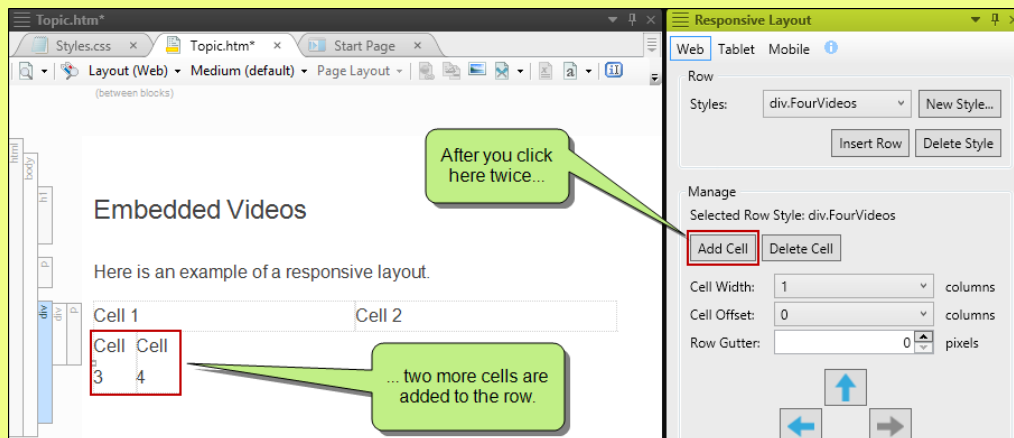 Topic.htm*
Styles.css
Topic.htm*
Start Page
Layout (Web)
Medium (default)
Page Layout
a
(between blocks)
html
body
h1
Embedded Videos
p
Here is an example of a responsive layout.
div
div
p
Cell 1
Cell 2
Cell
3
Cell
4
After you click
here twice...
... two more cells are
added to the row.
Responsive Layout
Web
Tablet
Mobile
Row
Styles:
div.FourVideos
New Style...
Insert Row
Delete Style
Manage
Selected Row Style: div.FourVideos
Add Cell
Delete Cell
Cell Width:
1
columns
Cell Offset:
0
columns
Row Gutter:
0
pixels